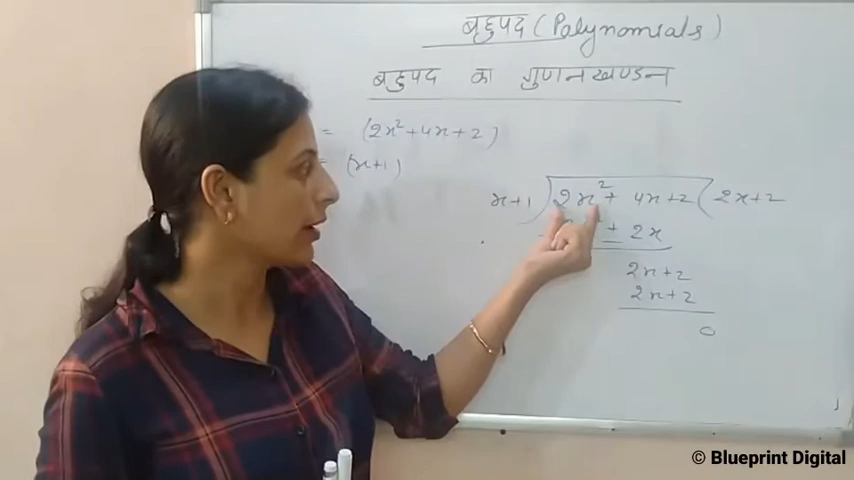 बहुपद (Polynomials)
बहुपद का गुणनखण्डन
= (2x²+4x+2)
= (x+1)
x+1 ) 2x² + 4x+2 ( 2x+2
+ 2x
2x+2
2x+2
0
© Blueprint Digital